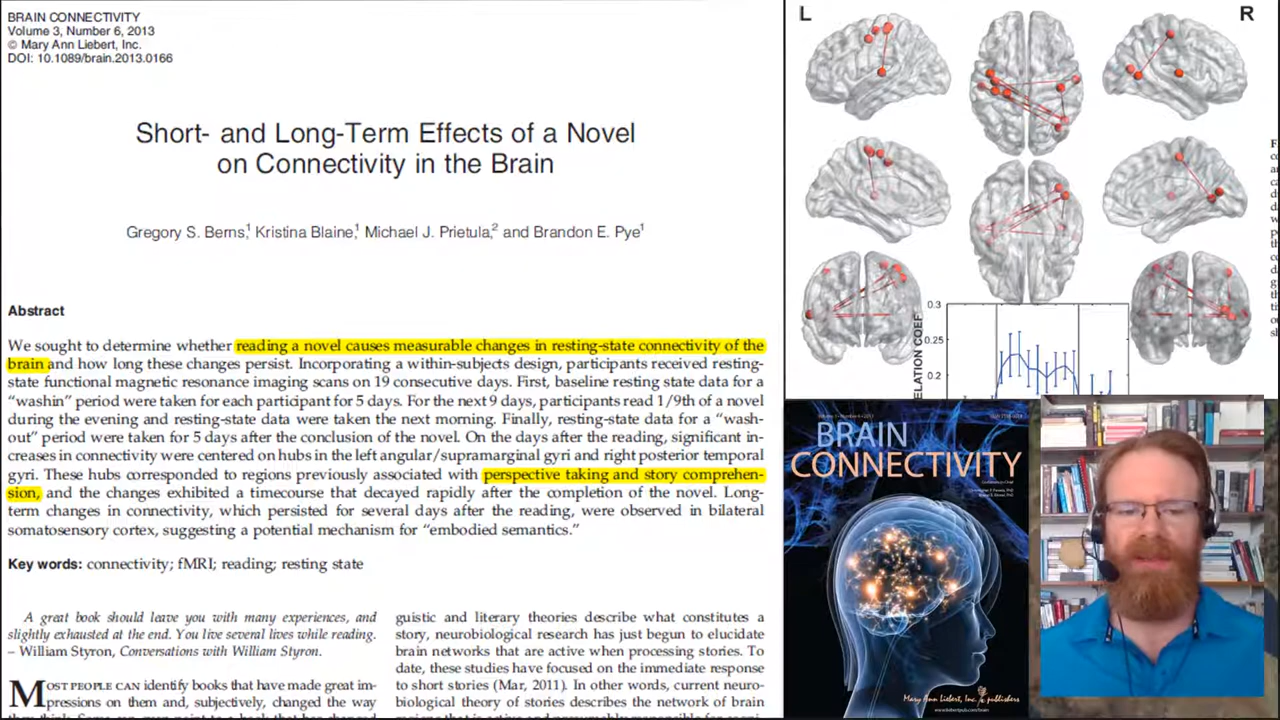 BRAIN CONNECTIVITY
Volume 3, Number 6, 2013
© Mary Ann Liebert, Inc.
DOI: 10.1089/brain.2013.0166
Short- and Long-Term Effects of a Novel
on Connectivity in the Brain
Gregory S. Berns,1 Kristina Blaine,1 Michael J. Prietula,2 and Brandon E. Pye1
Abstract
We sought to determine whether reading a novel causes measurable changes in resting-state connectivity of the
brain and how long these changes persist. Incorporating a within-subjects design, participants received resting-
state functional magnetic resonance imaging scans on 19 consecutive days. First, baseline resting state data for a
“washin” period were taken for each participant for 5 days. For the next 9 days, participants read 1/9th of a novel
during the evening and resting-state data were taken the next morning. Finally, resting-state data for a “wash-
out” period were taken for 5 days after the conclusion of the novel. On the days after the reading, significant in-
creases in connectivity were centered on hubs in the left angular/supramarginal gyri and right posterior temporal
gyri. These hubs corresponded to regions previously associated with perspective taking and story comprehen-
sion, and the changes exhibited a timecourse that decayed rapidly after the completion of the novel. Long-
term changes in connectivity, which persisted for several days after the reading, were observed in bilateral
somatosensory cortex, suggesting a potential mechanism for “embodied semantics.”
Key words: connectivity; fMRI; reading; resting state
A great book should leave you with many experiences, and
slightly exhausted at the end. You live several lives while reading.
– William Styron, Conversations with William Styron.
MOST PEOPLE CAN identify books that have made great im-
pressions on them and, subjectively, changed the way
guistic and literary theories describe what constitutes a
story, neurobiological research has just begun to elucidate
brain networks that are active when processing stories. To
date, these studies have focused on the immediate response
to short stories (Mar, 2011). In other words, current neuro-
biological theory of stories describes the network of brain
L
R
0.3
0.25
0.2
BRAIN
CONNECTIVITY
Mary Ann Liebert, Inc. publishers